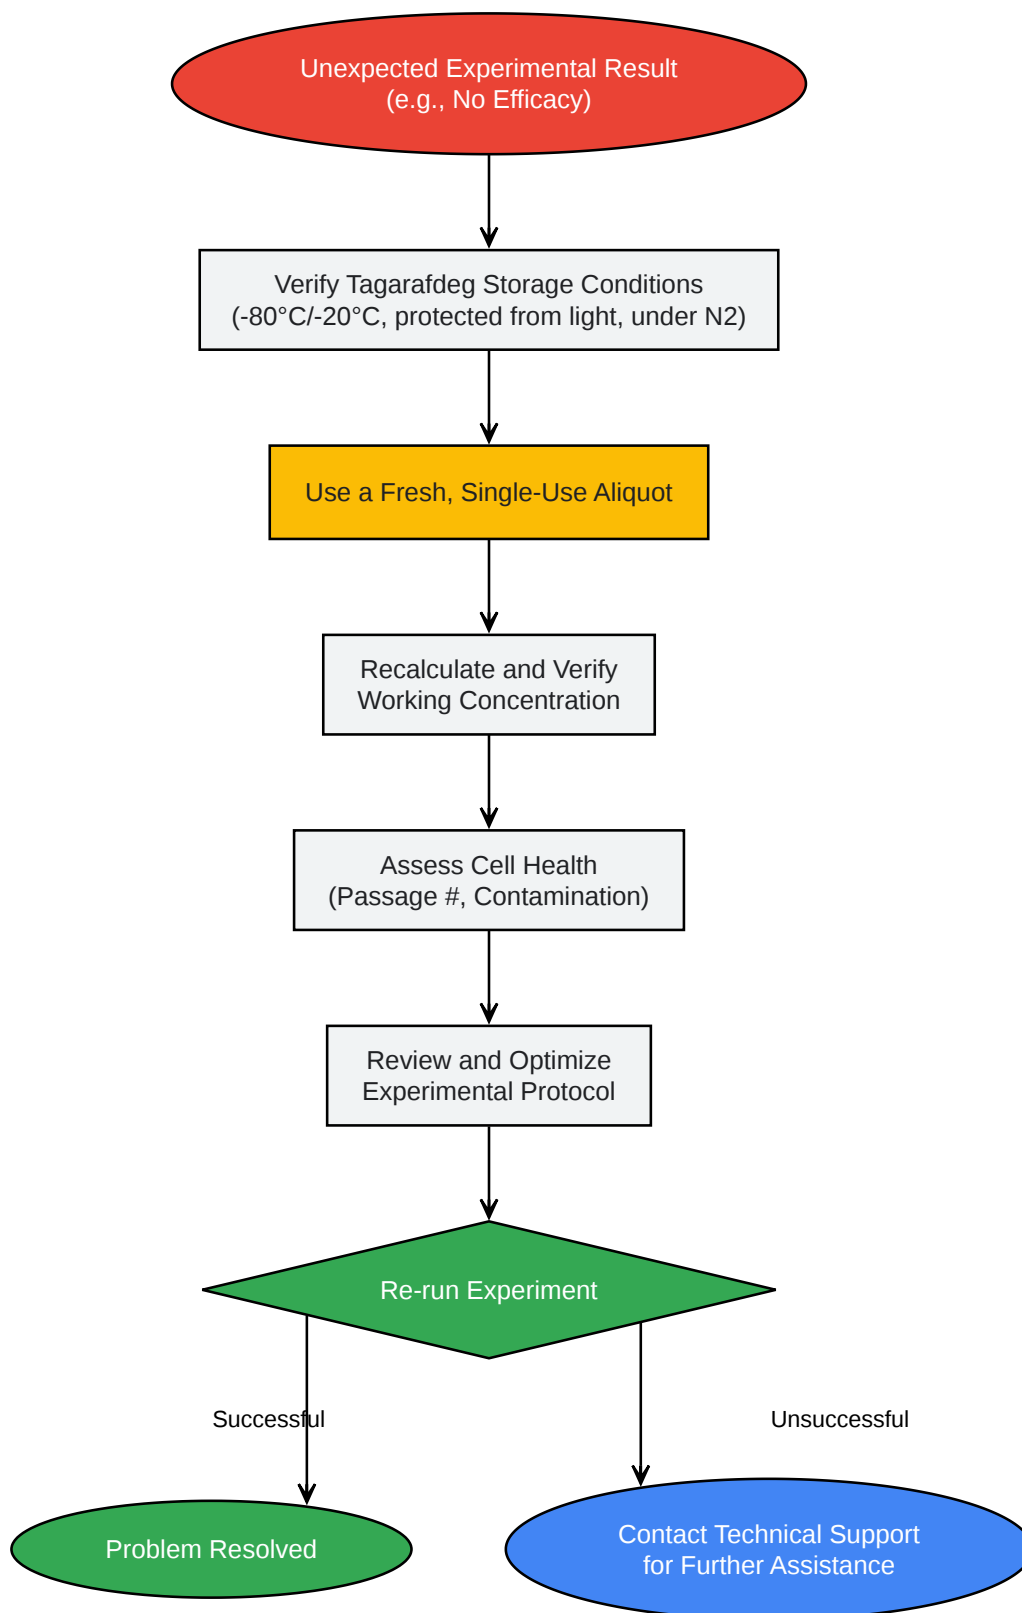 Unexpected Experimental Result
(e.g., No Efficacy)
Verify Tagarafdeg Storage Conditions
(-80°C/-20°C, protected from light, under N2)
Use a Fresh, Single-Use Aliquot
Recalculate and Verify
Working Concentration
Assess Cell Health
(Passage #, Contamination)
Review and Optimize
Experimental Protocol
Re-run Experiment
Successful
Unsuccessful
Problem Resolved
Contact Technical Support
for Further Assistance